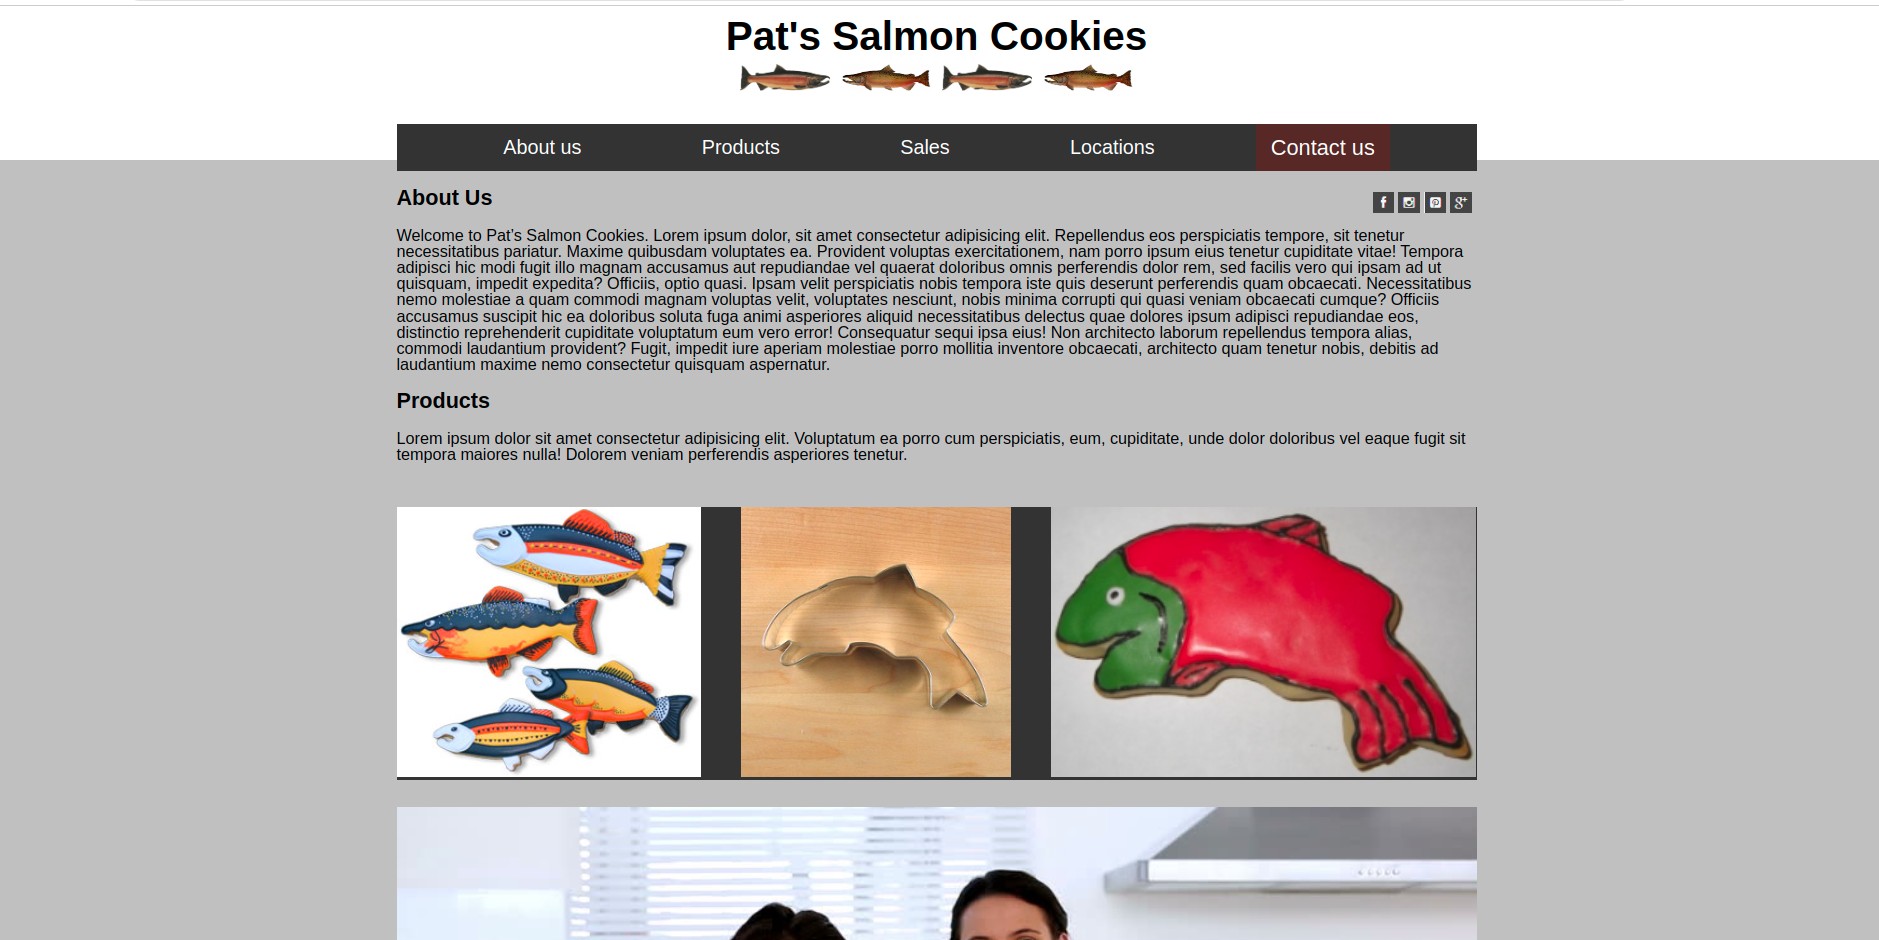 Pat's Salmon Cookies
About us
Products
Sales
Locations
Contact us
About Us
f
g+
Welcome to Pat’s Salmon Cookies. Lorem ipsum dolor, sit amet consectetur adipisicing elit. Repellendus eos perspiciatis tempore, sit tenetur
necessitatibus pariatur. Maxime quibusdam voluptates ea. Provident voluptas exercitationem, nam porro ipsum eius tenetur cupiditate vitae! Tempora
adipisci hic modi fugit illo magnam accusamus aut repudiandae vel quaerat doloribus omnis perferendis dolor rem, sed facilis vero qui ipsam ad ut
quisquam, impedit expedita? Officiis, optio quasi. Ipsam velit perspiciatis nobis tempora iste quis deserunt perferendis quam obcaecati. Necessitatibus
nemo molestiae a quam commodi magnam voluptas velit, voluptates nesciunt, nobis minima corrupti qui quasi veniam obcaecati cumque? Officiis
accusamus suscipit hic ea doloribus soluta fuga animi asperiores aliquid necessitatibus delectus quae dolores ipsum adipisci repudiandae eos,
distinctio reprehenderit cupiditate voluptatum eum vero error! Consequatur sequi ipsa eius! Non architecto laborum repellendus tempora alias,
commodi laudantium provident? Fugit, impedit iure aperiam molestiae porro mollitia inventore obcaecati, architecto quam tenetur nobis, debitis ad
laudantium maxime nemo consectetur quisquam aspernatur.
Products
Lorem ipsum dolor sit amet consectetur adipisicing elit. Voluptatum ea porro cum perspiciatis, eum, cupiditate, unde dolor doloribus vel eaque fugit sit
tempora maiores nulla! Dolorem veniam perferendis asperiores tenetur.